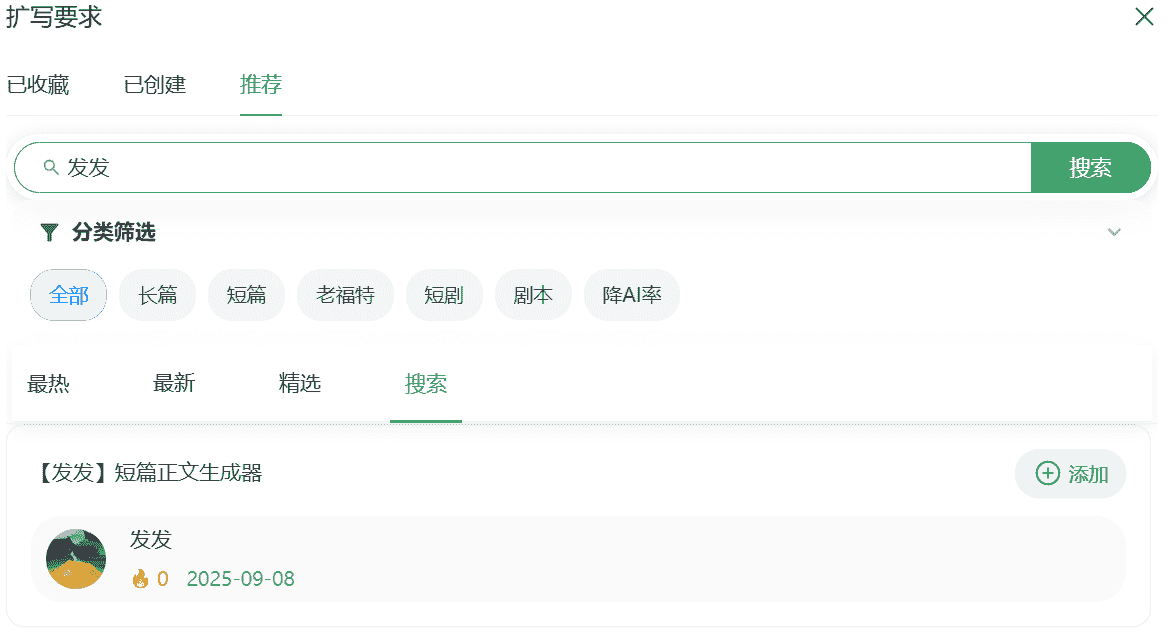 扩写要求
已收藏 已创建 推荐
发发 搜索
分类筛选
全部 长篇 短篇 老福特 短剧 剧本 降AI率
最热 最新 精选 搜索
【发发】短篇正文生成器 添加
发发
0 2025-09-08